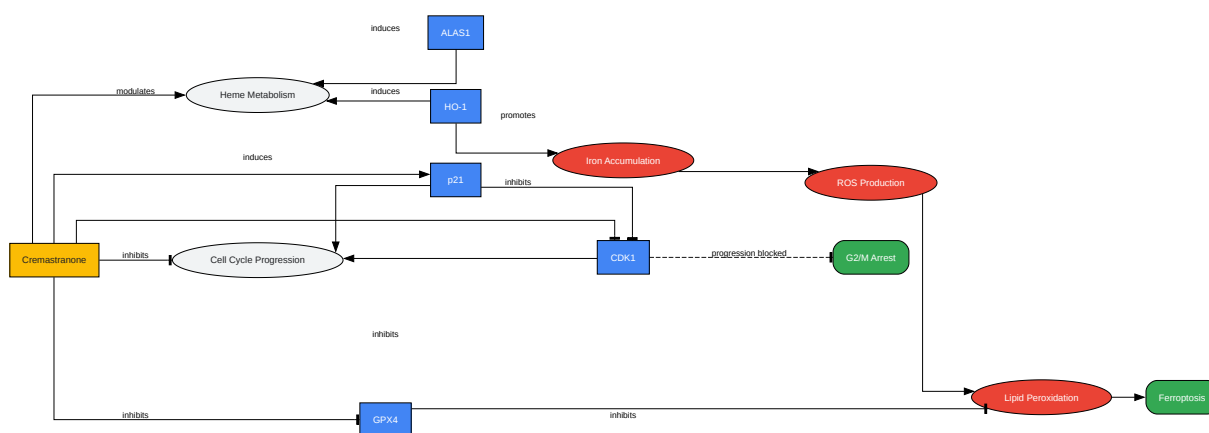 induces
ALAS1
modulates
Heme Metabolism
induces
HO-1
promotes
induces
Iron Accumulation
p21
inhibits
ROS Production
Cremastranone
inhibits
Cell Cycle Progression
CDK1
progression blocked
G2/M Arrest
inhibits
Lipid Peroxidation
Ferroptosis
inhibits
GPX4
inhibits